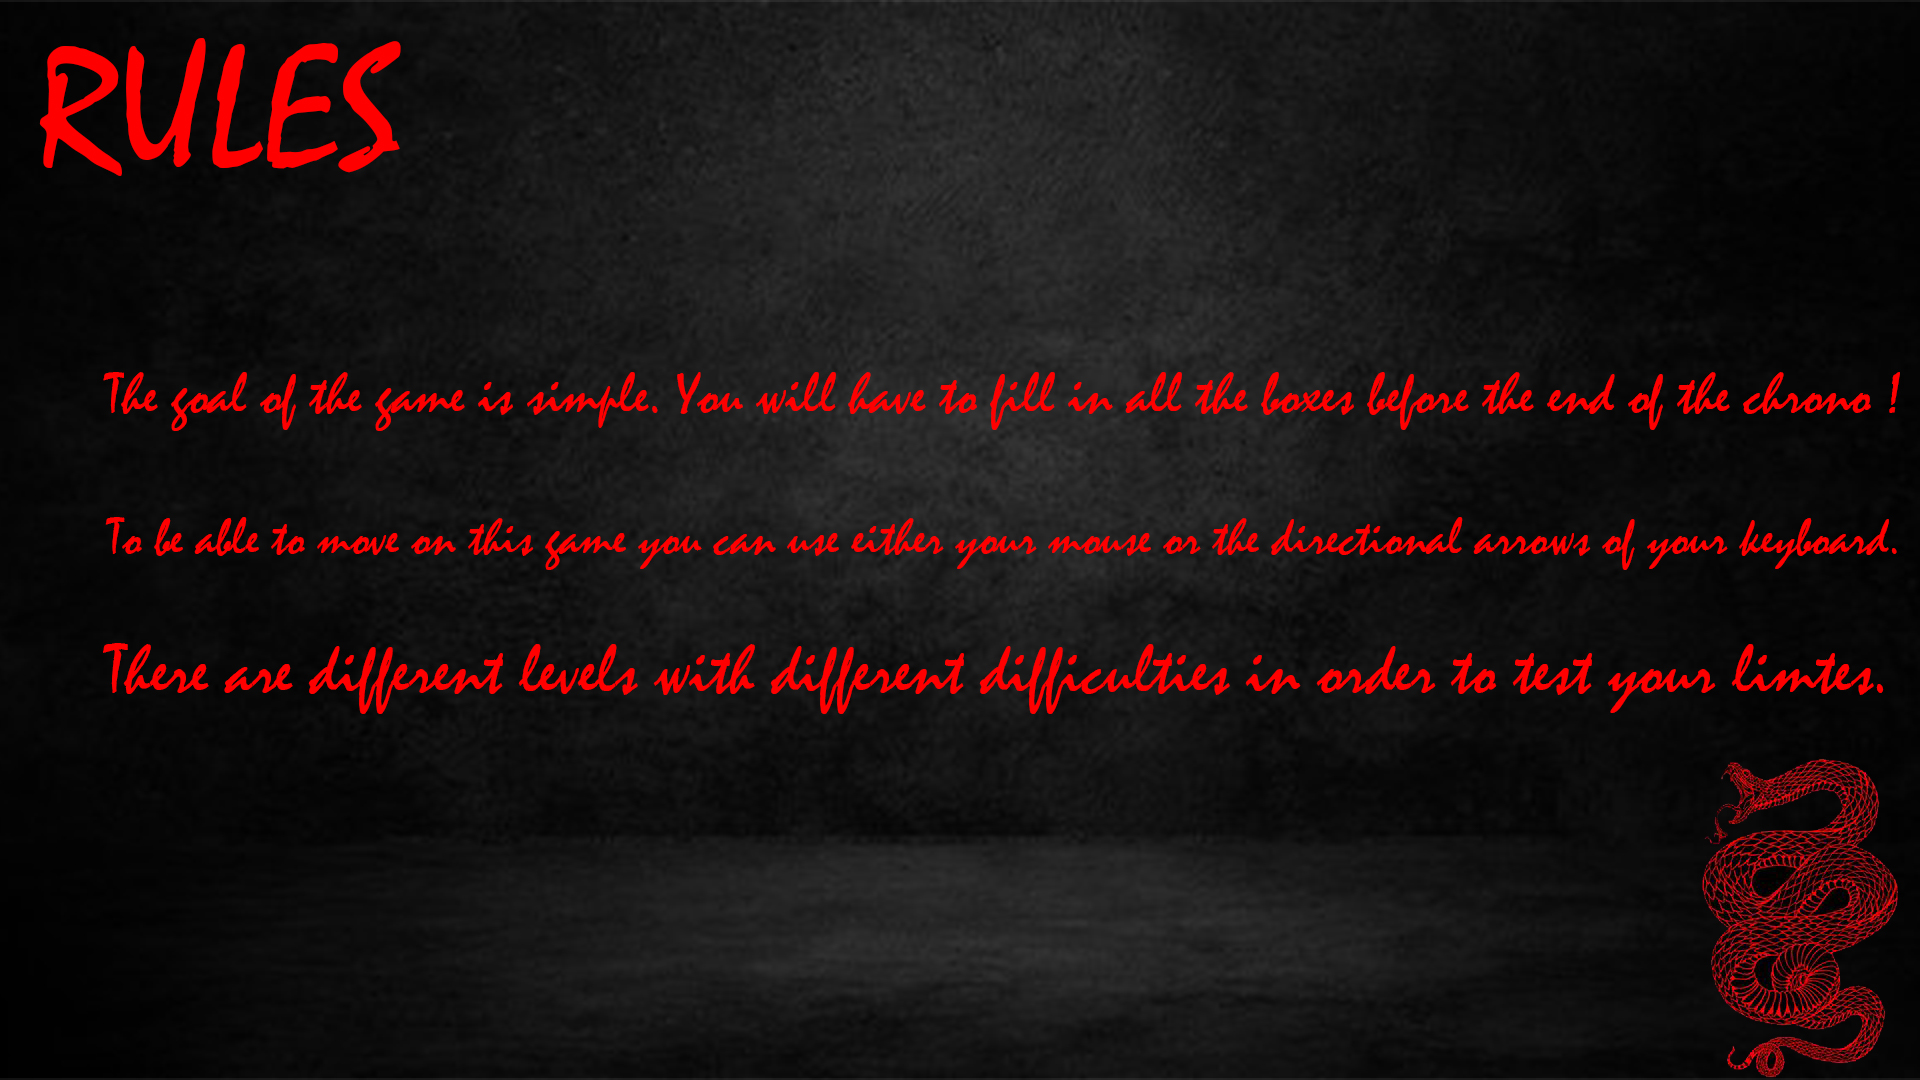 RULES
The goal of the game is simple. You will have to fill in all the boxes before the end of the chrono !
To be able to move on this game you can use either your mouse or the directional arrows of your keyboard.
There are different levels with different difficulties in order to test your limtes.